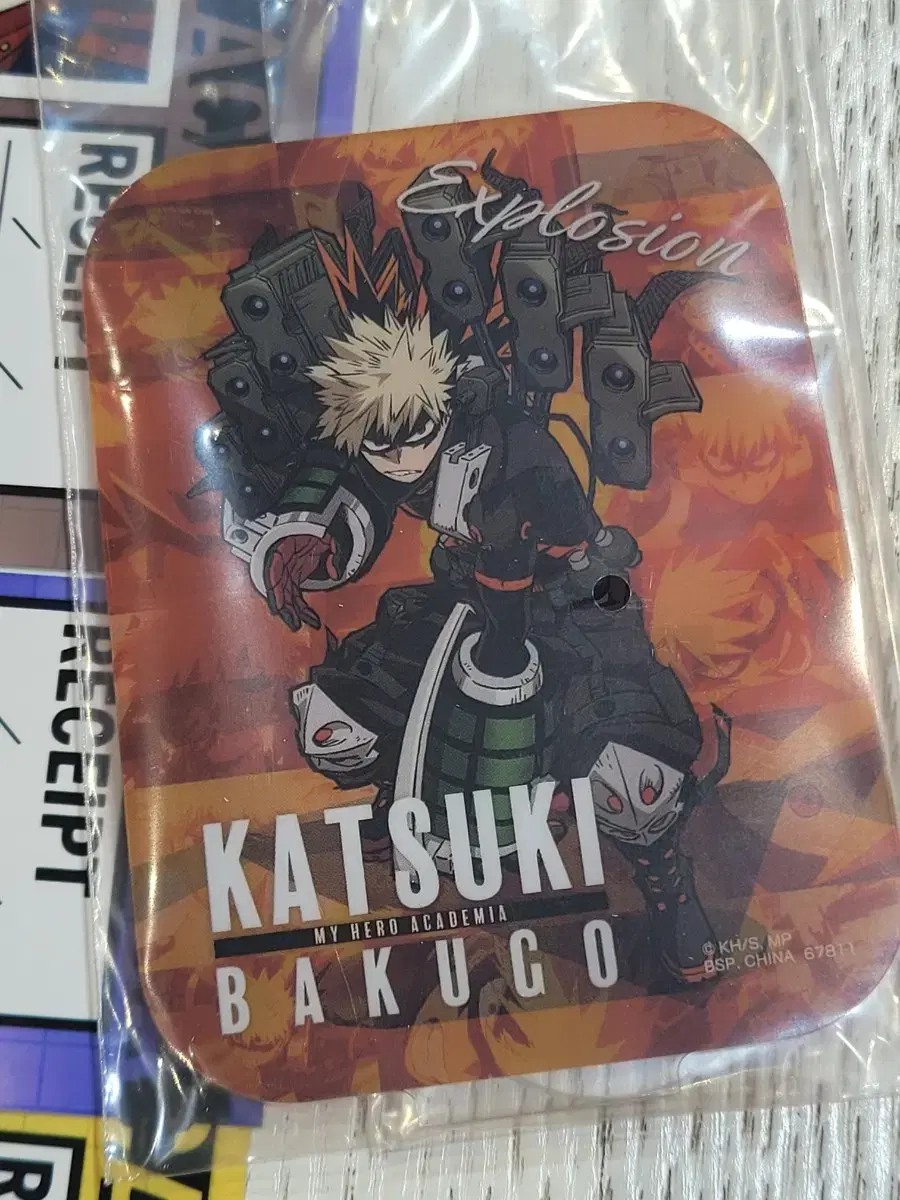 RECEIPT
RECEIPT
Explosion
KATSUKI
MY HERO ACADEMIA
BAKUGO
© KH/S, MP
BSP. CHINA 67811